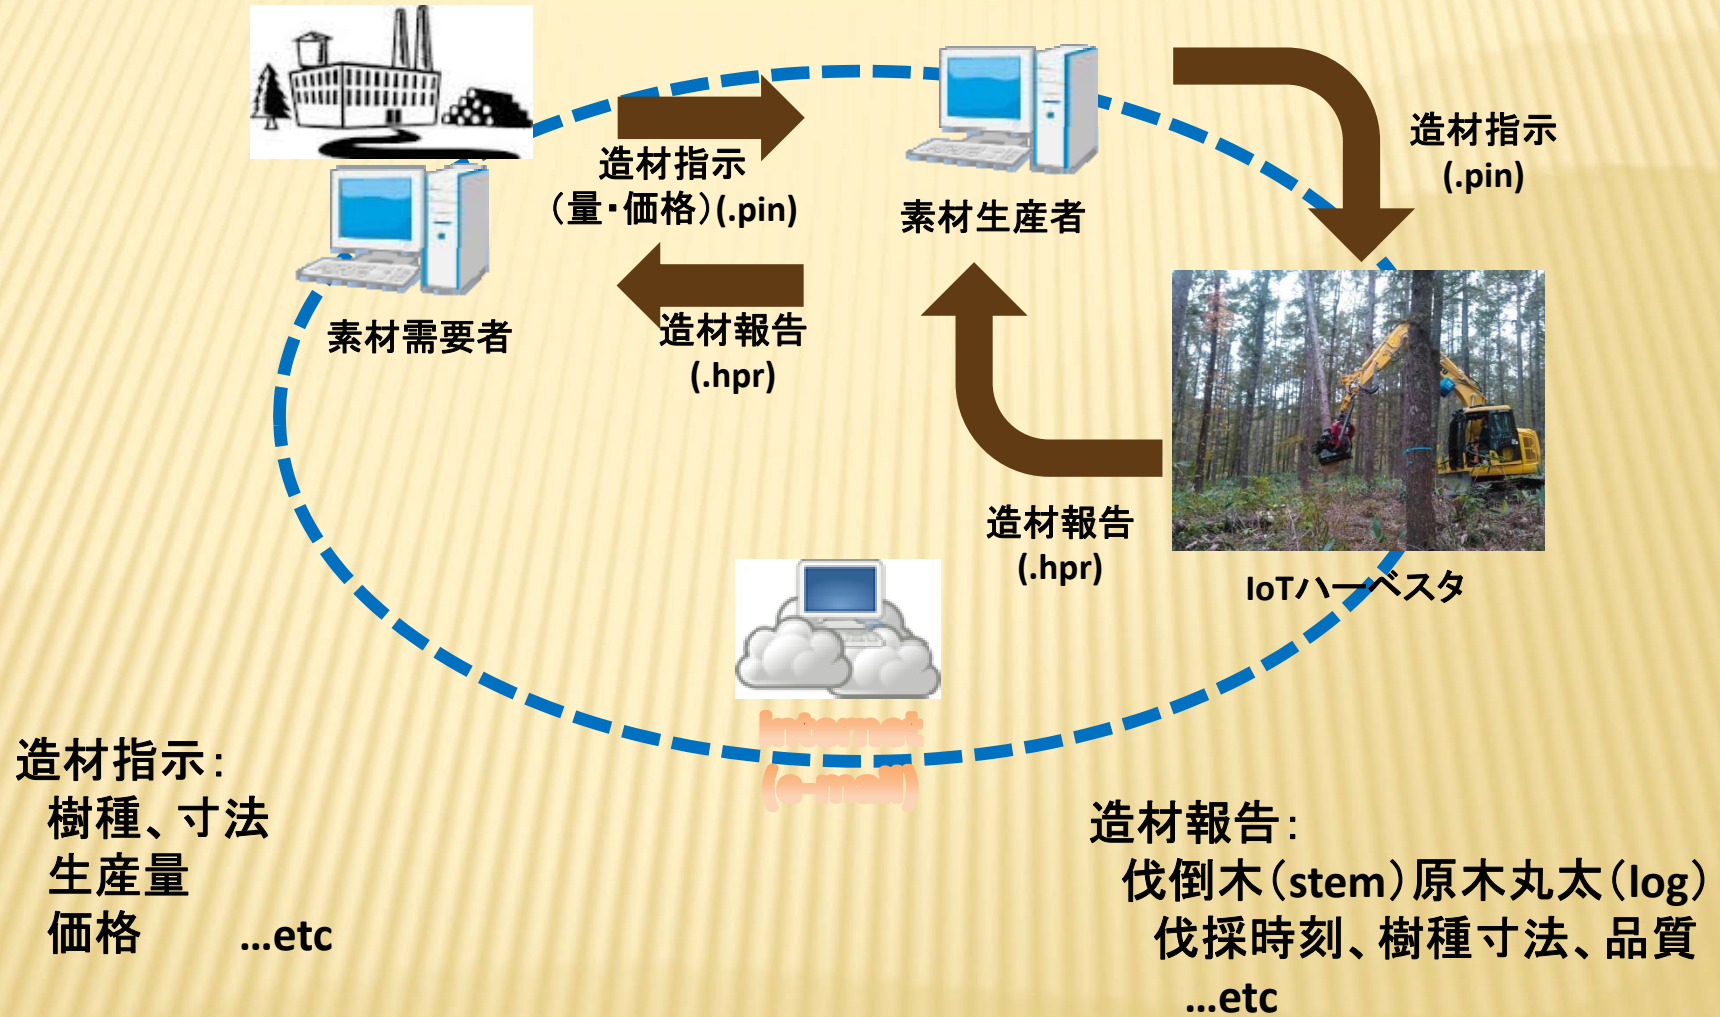 造材指示
（量・価格）(.pin)
素材生産者
造材指示
(.pin)
素材需要者
造材報告
(.hpr)
造材報告
(.hpr)
IoTハーベスタ
Internet
(e-mail)
造材指示：
樹種、寸法
生産量
価格　　…etc
造材報告：
伐倒木（stem）原木丸太（log）
伐採時刻、樹種寸法、品質
…etc